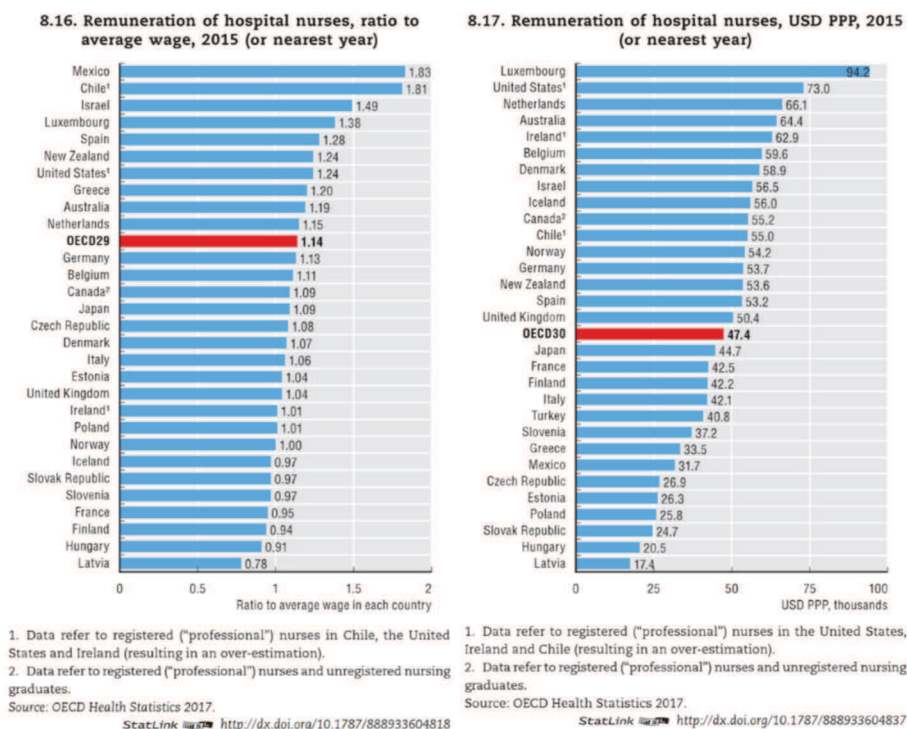 8.16. Remuneration of hospital nurses, ratio to
average wage, 2015 (or nearest year)
Mexico 1.83
Chile¹ 1.81
Israel 1.49
Luxembourg 1.38
Spain 1.28
New Zealand 1.24
United States¹ 1.24
Greece 1.20
Australia 1.19
Netherlands 1.15
OECD29 1.14
Germany 1.13
Belgium 1.11
Canada² 1.09
Japan 1.09
Czech Republic 1.08
Denmark 1.07
Italy 1.06
Estonia 1.04
United Kingdom 1.04
Ireland¹ 1.01
Poland 1.01
Norway 1.00
Iceland 0.97
Slovak Republic 0.97
Slovenia 0.97
France 0.95
Finland 0.94
Hungary 0.91
Latvia 0.78
0 0.5 1 1.5 2
Ratio to average wage in each country
1. Data refer to registered ("professional") nurses in Chile, the United
States and Ireland (resulting in an over-estimation).
2. Data refer to registered ("professional") nurses and unregistered nursing
graduates.
Source: OECD Health Statistics 2017.
StatLink http://dx.doi.org/10.1787/888933604818
8.17. Remuneration of hospital nurses, USD PPP, 2015
(or nearest year)
Luxembourg 94.2
United States¹ 73.0
Netherlands 66.1
Australia 64.4
Ireland¹ 62.9
Belgium 59.6
Denmark 58.9
Israel 56.5
Iceland 56.0
Canada² 55.2
Chile¹ 55.0
Norway 54.2
Germany 53.7
New Zealand 53.6
Spain 53.2
United Kingdom 50.4
OECD30 47.4
Japan 44.7
France 42.5
Finland 42.2
Italy 42.1
Turkey 40.8
Slovenia 37.2
Greece 33.5
Mexico 31.7
Czech Republic 26.9
Estonia 26.3
Poland 25.8
Slovak Republic 24.7
Hungary 20.5
Latvia 17.4
0 25 50 75 100
USD PPP, thousands
1. Data refer to registered ("professional") nurses in the United States,
Ireland and Chile (resulting in an over-estimation).
2. Data refer to registered ("professional") nurses and unregistered nursing
graduates.
Source: OECD Health Statistics 2017.
StatLink http://dx.doi.org/10.1787/888933604837